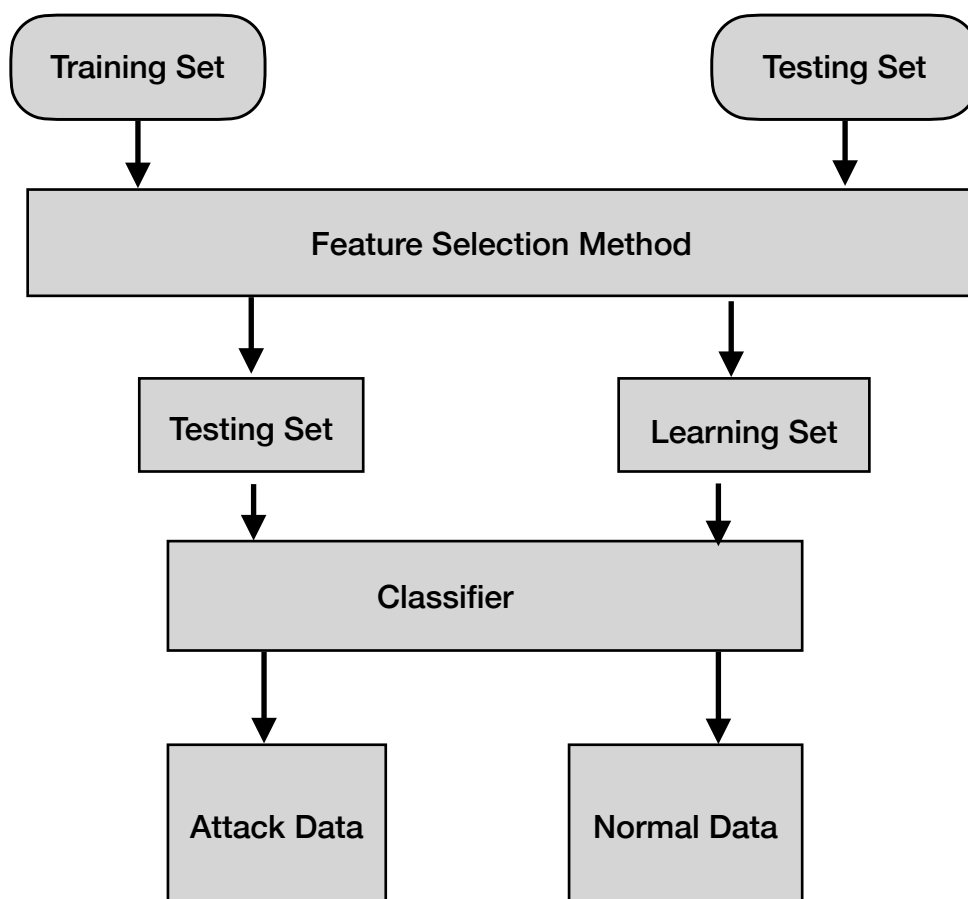 Training Set
Testing Set
Feature Selection Method
Testing Set
Learning Set
Classifier
Attack Data
Normal Data